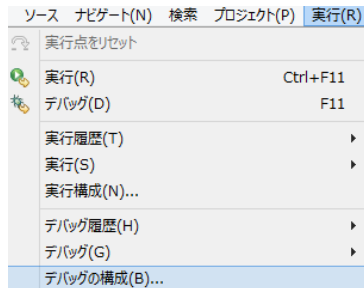 ソース ナビゲート(N) 検索 プロジェクト(P) 実行(R)
実行点をリセット
実行(R) Ctrl+F11
デバッグ(D) F11
実行履歴(T)
実行(S)
実行構成(N)...
デバッグ履歴(H)
デバッグ(G)
デバッグの構成(B)...